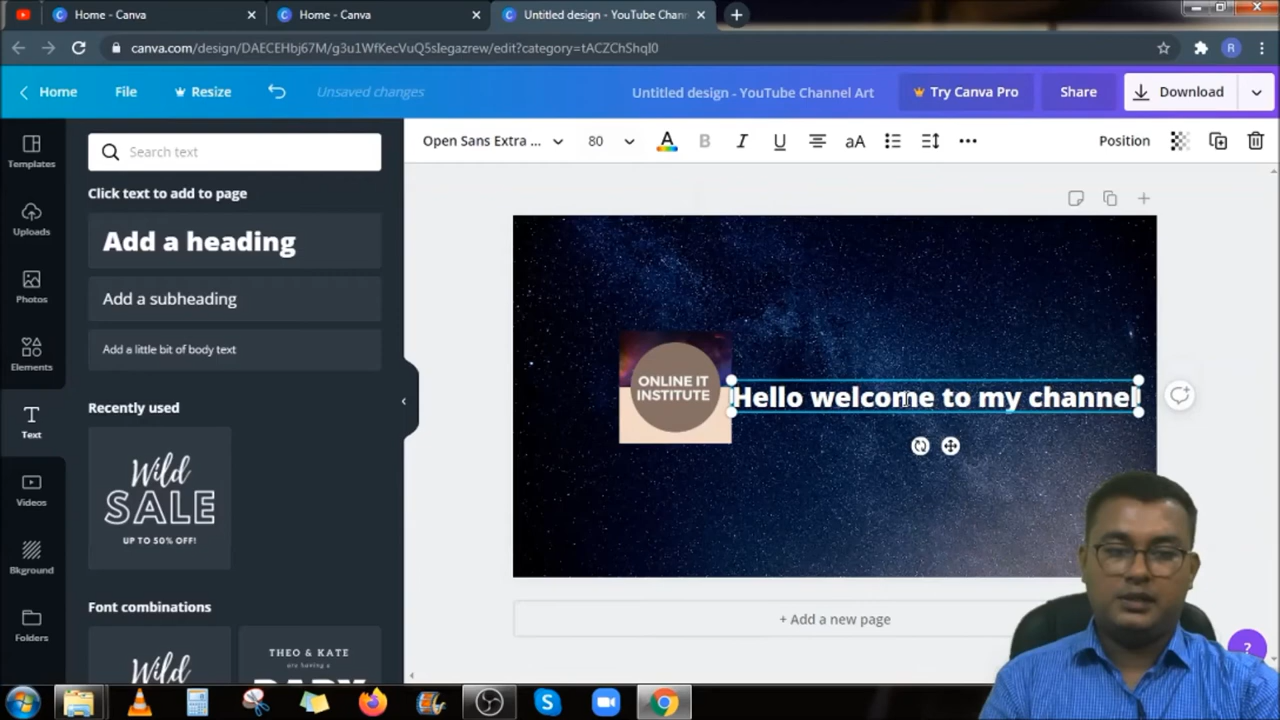 Home - Canva
Home - Canva
Untitled design - YouTube Chan
canva.com/design/DAECEHbj67M/g3u1WfKecVuQ5slegazrew/edit?category=tACZChShqI0
R
Home
File
Resize
Unsaved changes
Untitled design - YouTube Channel Art
Try Canva Pro
Share
Download
Open Sans Extra ...
80
A
B
I
U
aA
Position
Templates
Uploads
Photos
Elements
Text
Videos
Bkground
Folders
Search text
Click text to add to page
Add a heading
Add a subheading
Add a little bit of body text
Recently used
Wild
SALE
UP TO 50% OFF!
Font combinations
Wild
THEO & KATE
are having a
ONLINE IT
INSTITUTE
Hello welcome to my channel
+ Add a new page
?